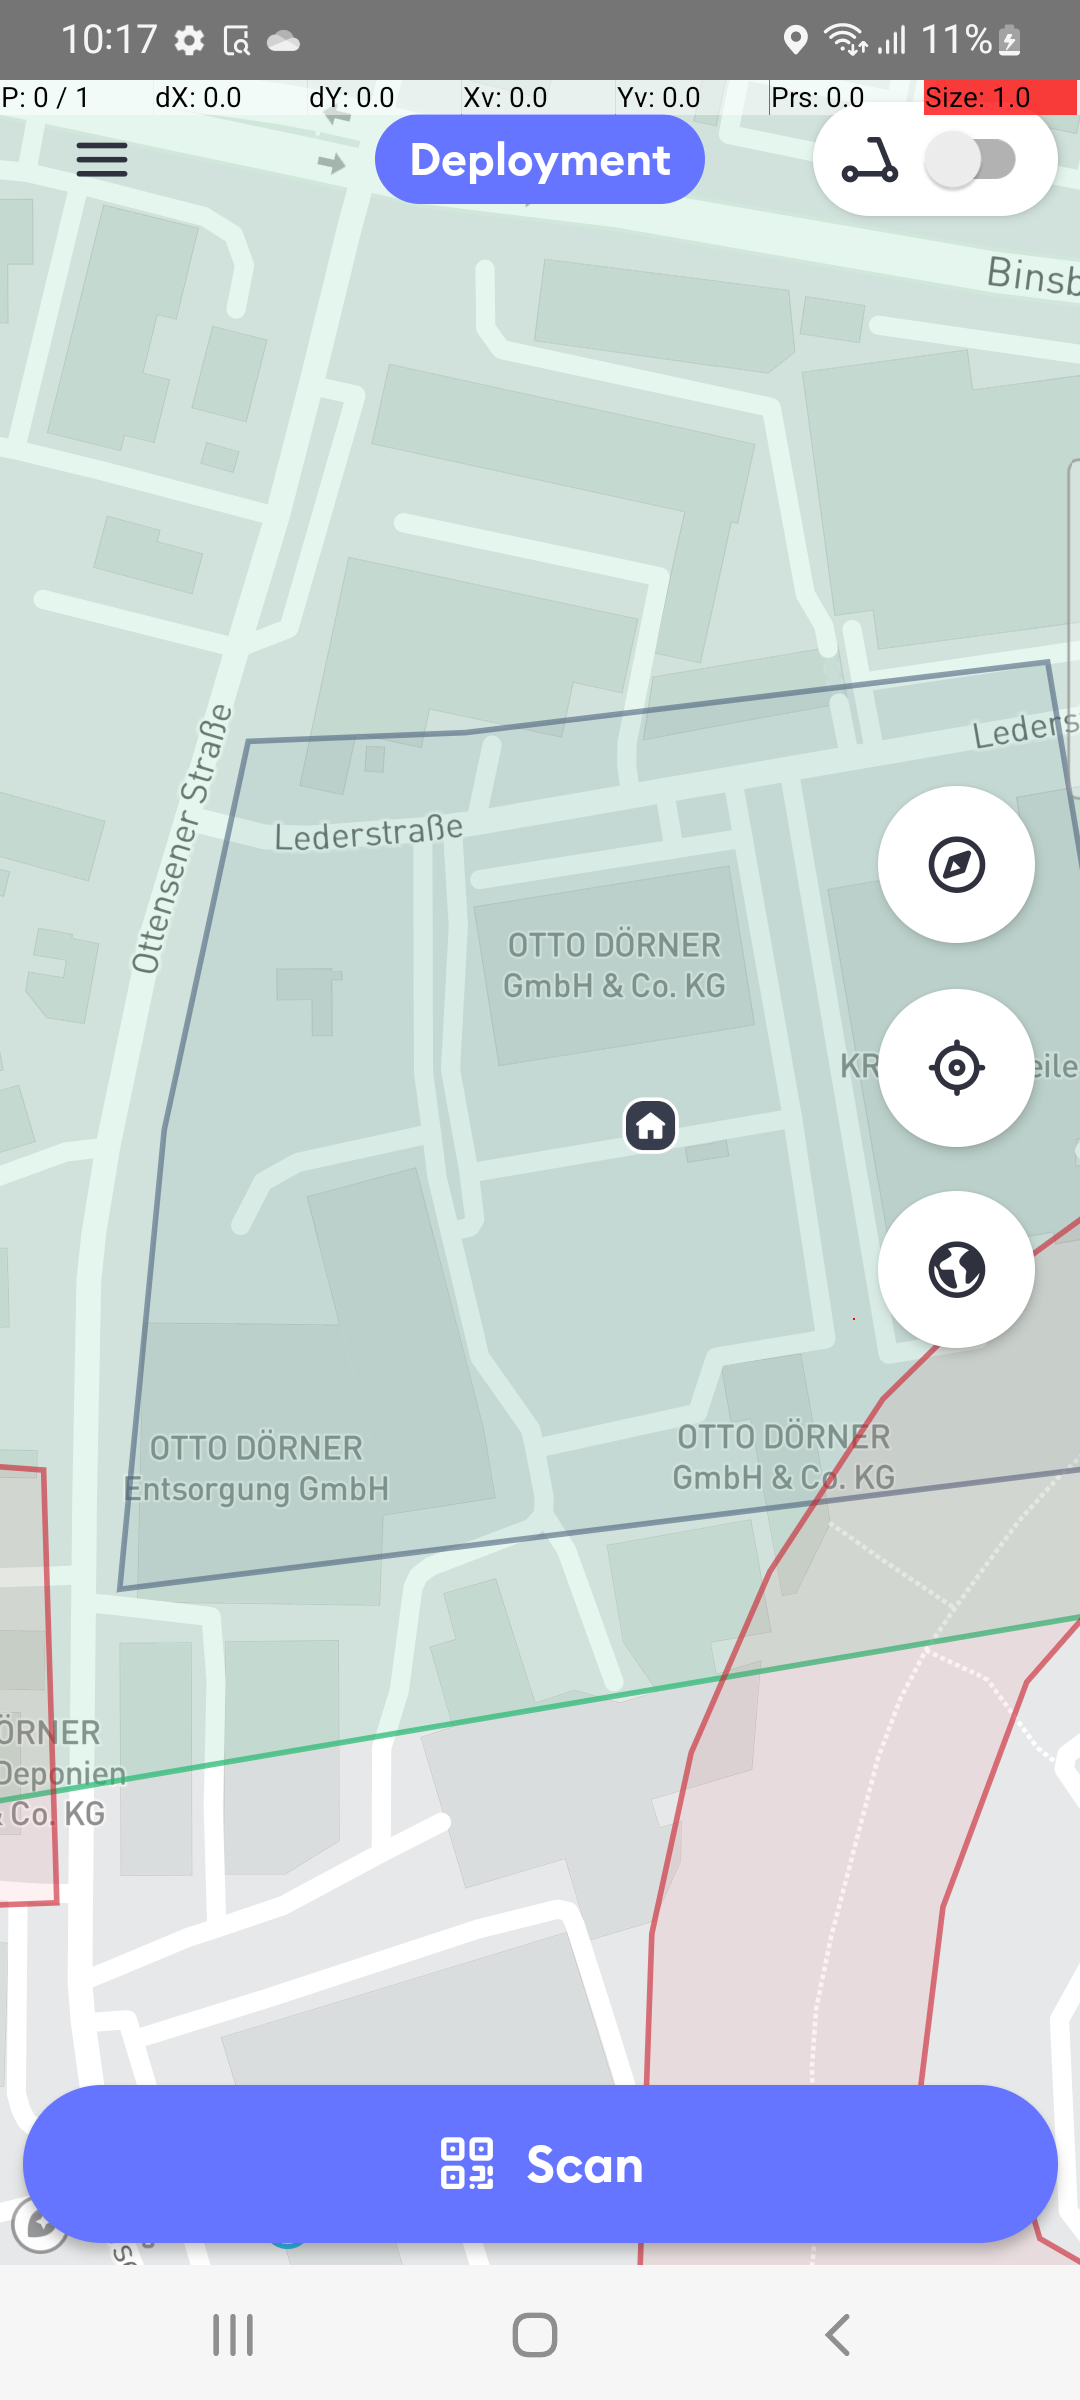 10:17
11%
P: 0 / 1
dX: 0.0
dY: 0.0
Xv: 0.0
Yv: 0.0
Prs: 0.0
Size: 1.0
Deployment
Binsb
Ottensener Straße
Leders
Lederstraße
OTTO DÖRNER
GmbH & Co. KG
KR
eile
OTTO DÖRNER
Entsorgung GmbH
OTTO DÖRNER
GmbH & Co. KG
ÖRNER
Deponien
& Co. KG
Scan